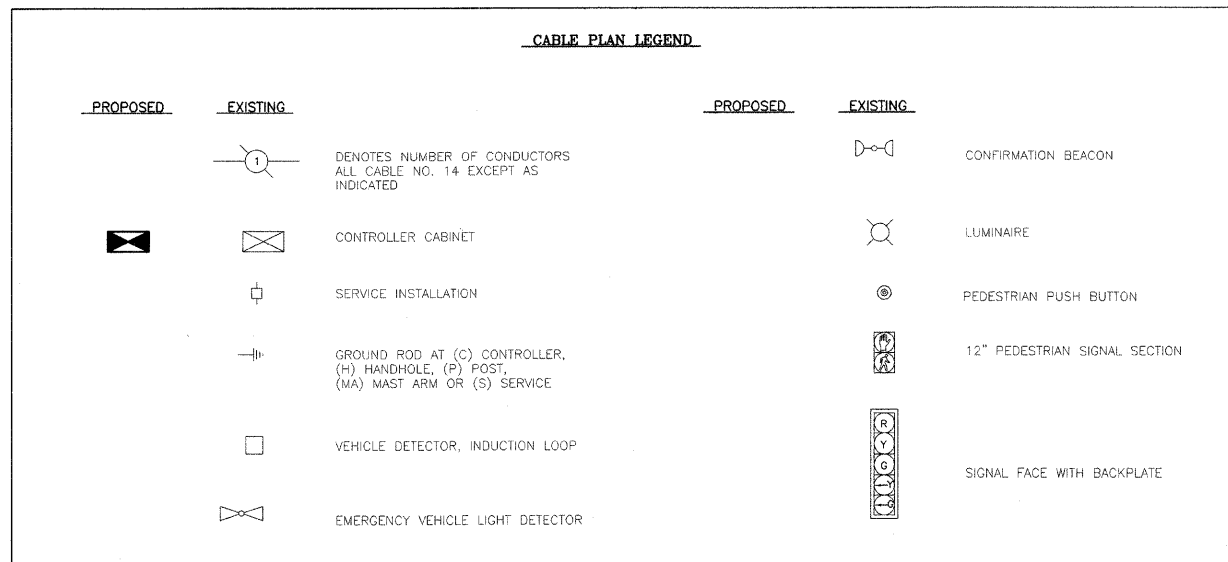 CABLE PLAN LEGEND
PROPOSED EXISTING
1
DENOTES NUMBER OF CONDUCTORS
ALL CABLE NO. 14 EXCEPT AS
INDICATED
CONTROLLER CABINET
SERVICE INSTALLATION
GROUND ROD AT (C) CONTROLLER,
(H) HANDHOLE, (P) POST,
(MA) MAST ARM OR (S) SERVICE
VEHICLE DETECTOR, INDUCTION LOOP
EMERGENCY VEHICLE LIGHT DETECTOR
PROPOSED EXISTING
CONFIRMATION BEACON
LUMINAIRE
PEDESTRIAN PUSH BUTTON
12" PEDESTRIAN SIGNAL SECTION
R
Y
G
Y
G
SIGNAL FACE WITH BACKPLATE